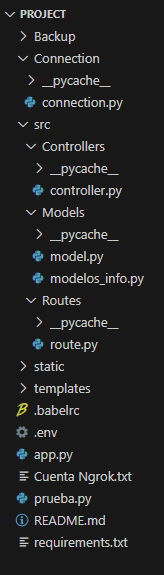 PROJECT
Backup
Connection
__pycache__
connection.py
src
Controllers
__pycache__
controller.py
Models
__pycache__
model.py
modelos_info.py
Routes
__pycache__
route.py
static
templates
.babelrc
.env
app.py
Cuenta Ngrok.txt
prueba.py
README.md
requirements.txt